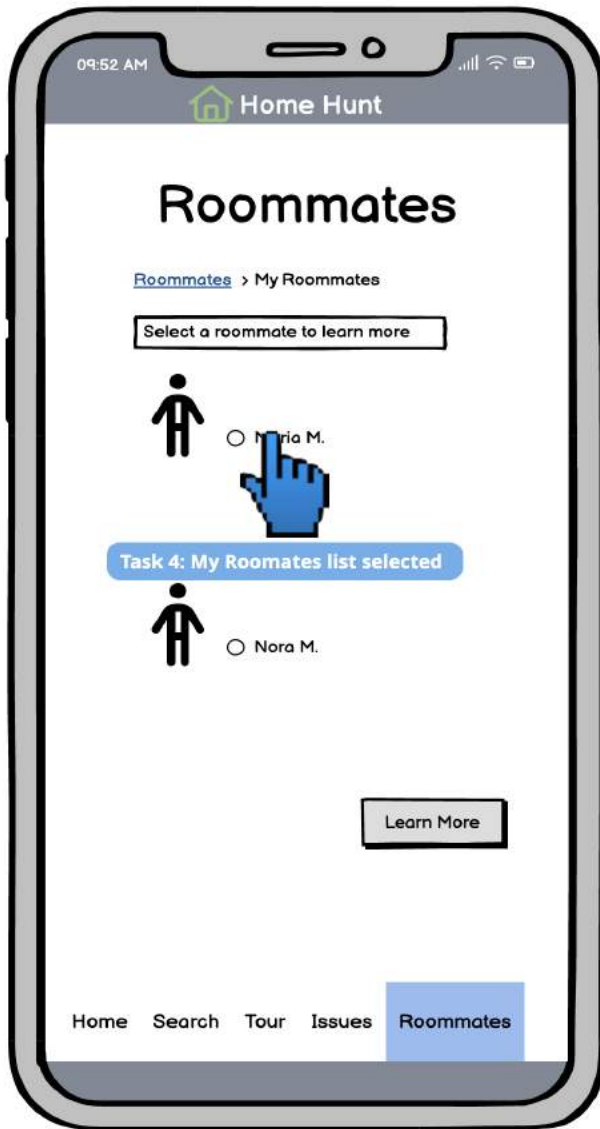 09:52 AM
Home Hunt
Roommates
Roommates > My Roommates
Select a roommate to learn more
M.
Task 4: My Roomates list selected
Nora M.
Learn More
Home Search Tour Issues Roommates